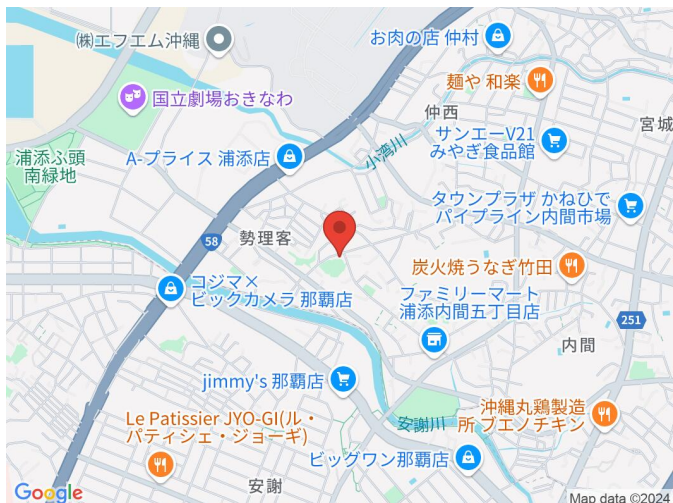 (株)エフエム沖縄
お肉の店 仲村
国立劇場おきなわ
麺や 和楽
仲西
宮城
サンエーV21
みやぎ食品館
浦添ふ頭
南緑地
A-プライス 浦添店
小湾川
タウンプラザ かねひで
パイプライン内間市場
58
勢理客
炭火焼うなぎ竹田
コジマ×
ビックカメラ 那覇店
ファミリーマート
浦添内間五丁目店
251
内間
jimmy's 那覇店
Le Patissier JYO-GI(ル・
パティシェ・ジョーギ)
安謝川
沖縄丸鶏製造
所 ブエノチキン
ビッグワン那覇店
安謝
Google
Map data ©2024